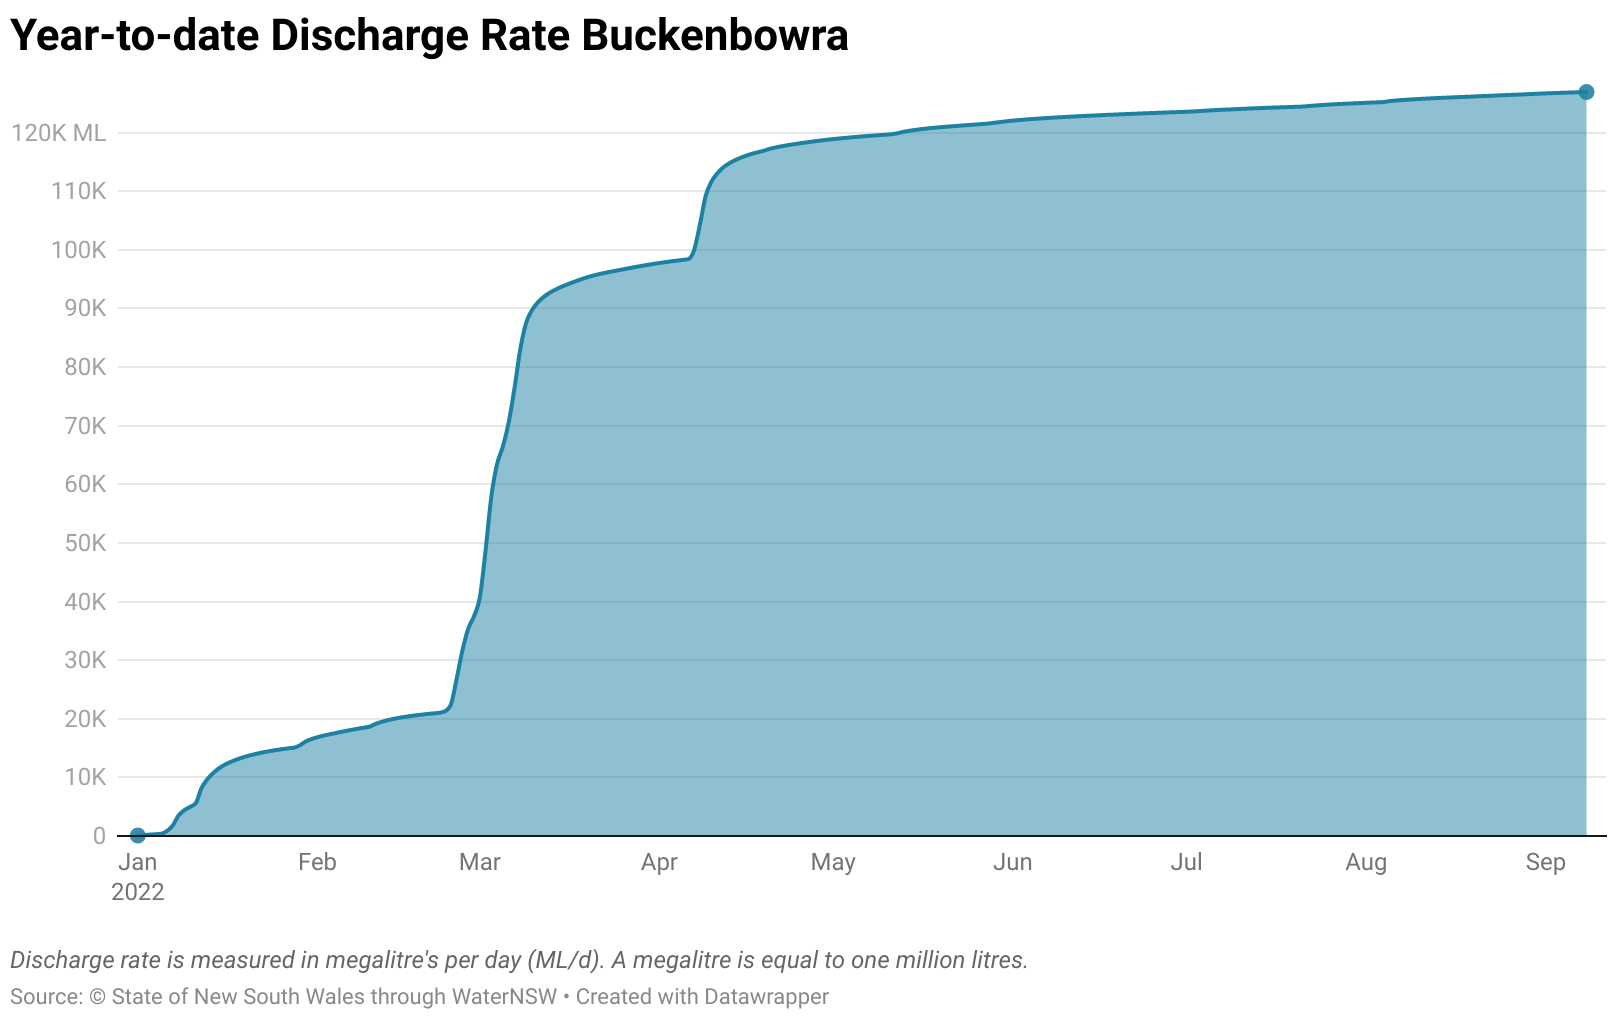 Year-to-date Discharge Rate Buckenbowra
120K ML
110K
100K
90K
80K
70K
60K
50K
40K
30K
20K
10K
0
Jan Feb Mar Apr May Jun Jul Aug Sep
2022
Discharge rate is measured in megalitre's per day (ML/d). A megalitre is equal to one million litres.
Source: © State of New South Wales through WaterNSW • Created with Datawrapper